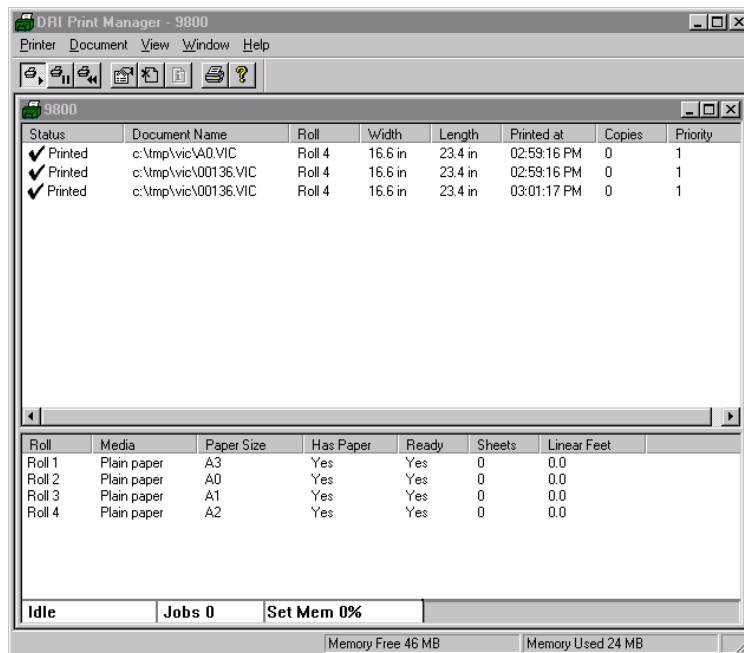 DRI Print Manager - 9800
Printer Document View Window Help
9800
Status Document Name Roll Width Length Printed at Copies Priority
Printed c:\tmp\vic\A0.VIC Roll 4 16.6 in 23.4 in 02:59:16 PM 0 1
Printed c:\tmp\vic\00136.VIC Roll 4 16.6 in 23.4 in 02:59:16 PM 0 1
Printed c:\tmp\vic\00136.VIC Roll 4 16.6 in 23.4 in 03:01:17 PM 0 1
Roll Media Paper Size Has Paper Ready Sheets Linear Feet
Roll 1 Plain paper A3 Yes Yes 0 0.0
Roll 2 Plain paper A0 Yes Yes 0 0.0
Roll 3 Plain paper A1 Yes Yes 0 0.0
Roll 4 Plain paper A2 Yes Yes 0 0.0
Idle Jobs 0 Set Mem 0%
Memory Free 46 MB Memory Used 24 MB